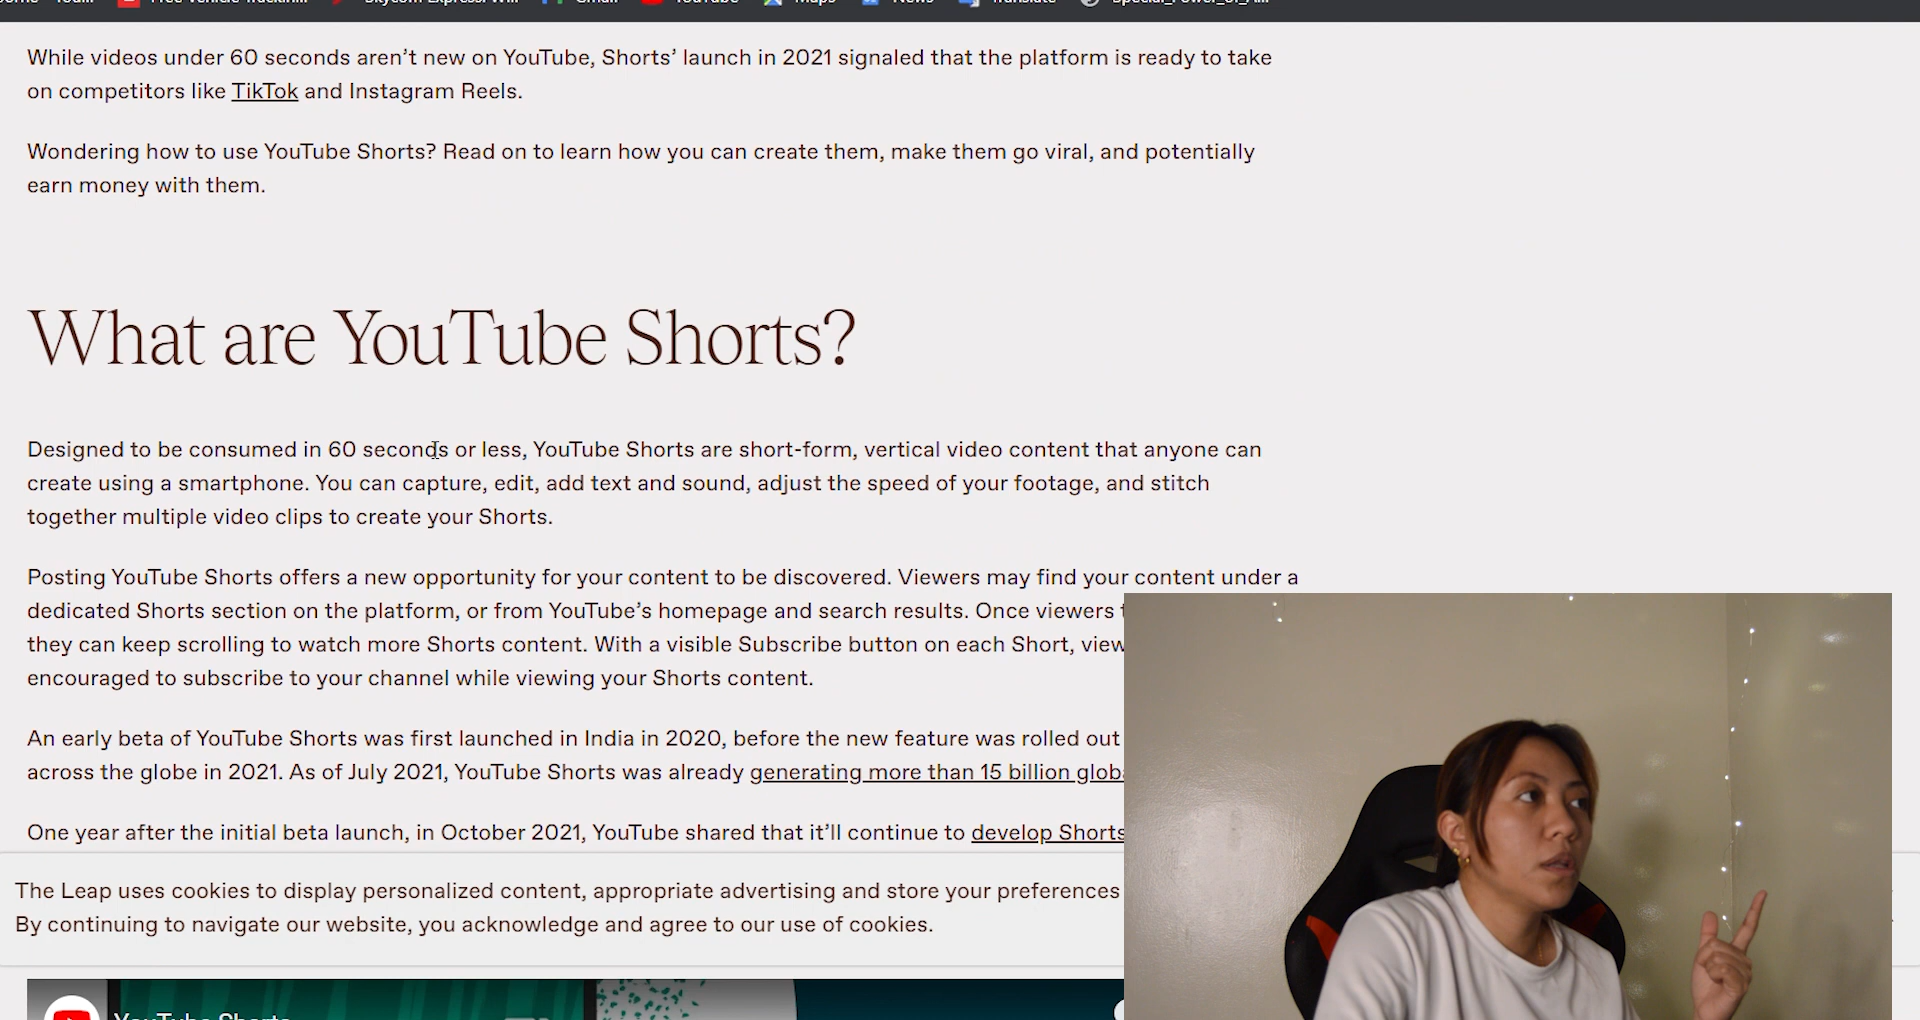 YouTube
Maps
News
Translate
While videos under 60 seconds aren’t new on YouTube, Shorts’ launch in 2021 signaled that the platform is ready to take
on competitors like TikTok and Instagram Reels.
Wondering how to use YouTube Shorts? Read on to learn how you can create them, make them go viral, and potentially
earn money with them.
What are YouTube Shorts?
Designed to be consumed in 60 seconds or less, YouTube Shorts are short-form, vertical video content that anyone can
create using a smartphone. You can capture, edit, add text and sound, adjust the speed of your footage, and stitch
together multiple video clips to create your Shorts.
Posting YouTube Shorts offers a new opportunity for your content to be discovered. Viewers may find your content under a
dedicated Shorts section on the platform, or from YouTube’s homepage and search results. Once viewers
they can keep scrolling to watch more Shorts content. With a visible Subscribe button on each Short,
encouraged to subscribe to your channel while viewing your Shorts content.
An early beta of YouTube Shorts was first launched in India in 2020, before the new feature was rolled out
across the globe in 2021. As of July 2021, YouTube Shorts was already generating more than 15 billion
One year after the initial beta launch, in October 2021, YouTube shared that it’ll continue to develop Shorts
The Leap uses cookies to display personalized content, appropriate advertising and store your preferences
By continuing to navigate our website, you acknowledge and agree to our use of cookies.
YouTube Shorts